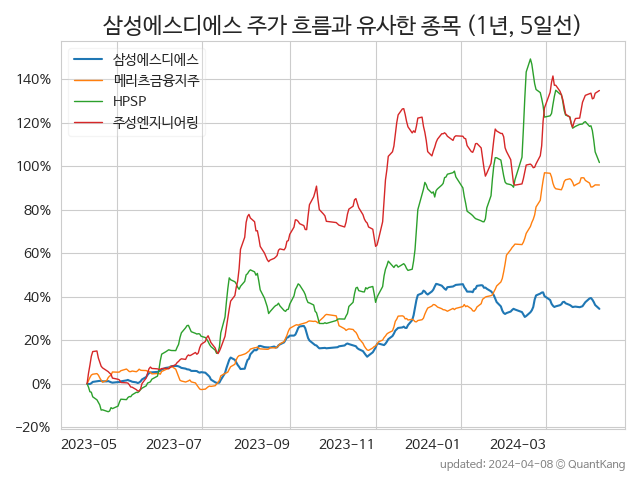 삼성에스디에스 주가 흐름과 유사한 종목 (1년, 5일선)
삼성에스디에스
메리츠금융지주
HPSP
주성엔지니어링
140%
120%
100%
80%
60%
40%
20%
0%
−20%
2023-05 2023-07 2023-09 2023-11 2024-01 2024-03
updated: 2024-04-08 © QuantKang